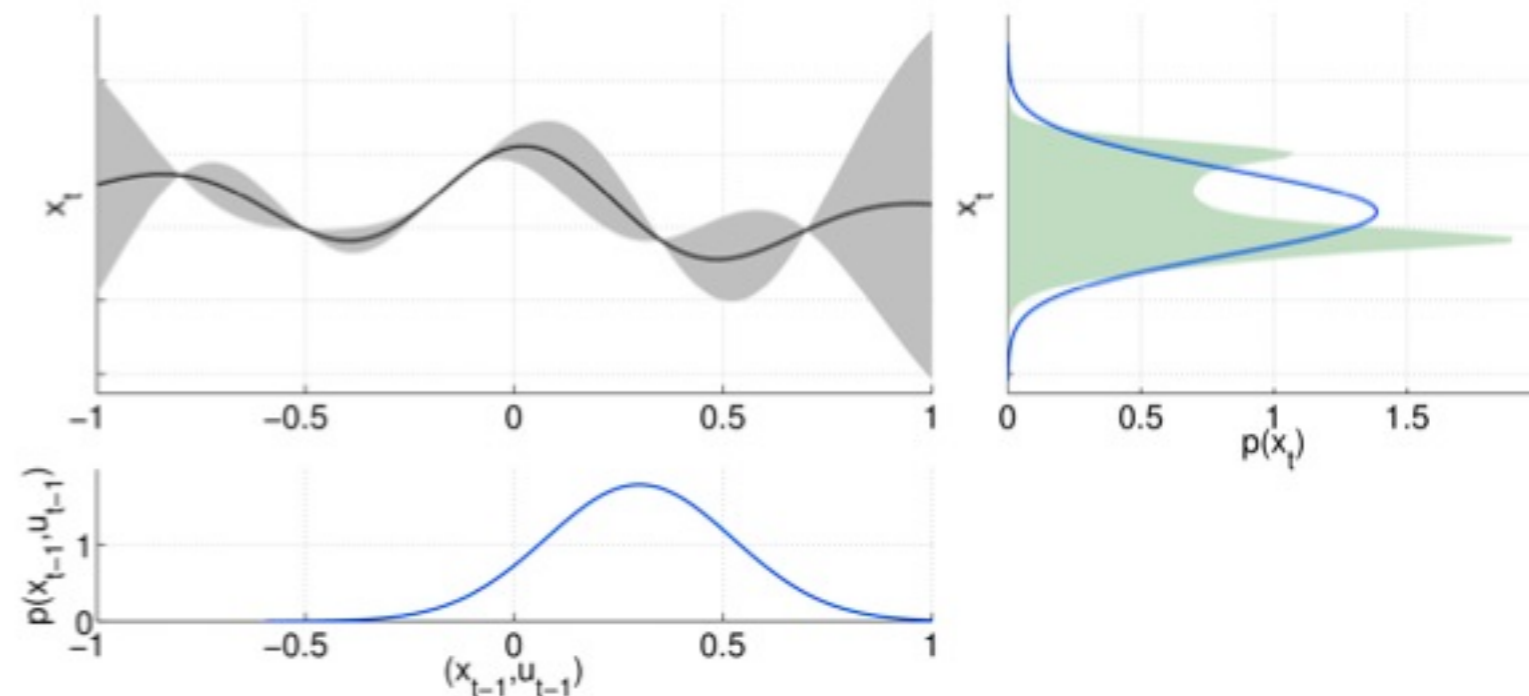 x_t
−1 −0.5 0 0.5 1
x_t
0 0.5 1 1.5
p(x_t)
p(x_{t−1},u_{t−1})
1
0
−1 −0.5 0 0.5 1
(x_{t−1},u_{t−1})